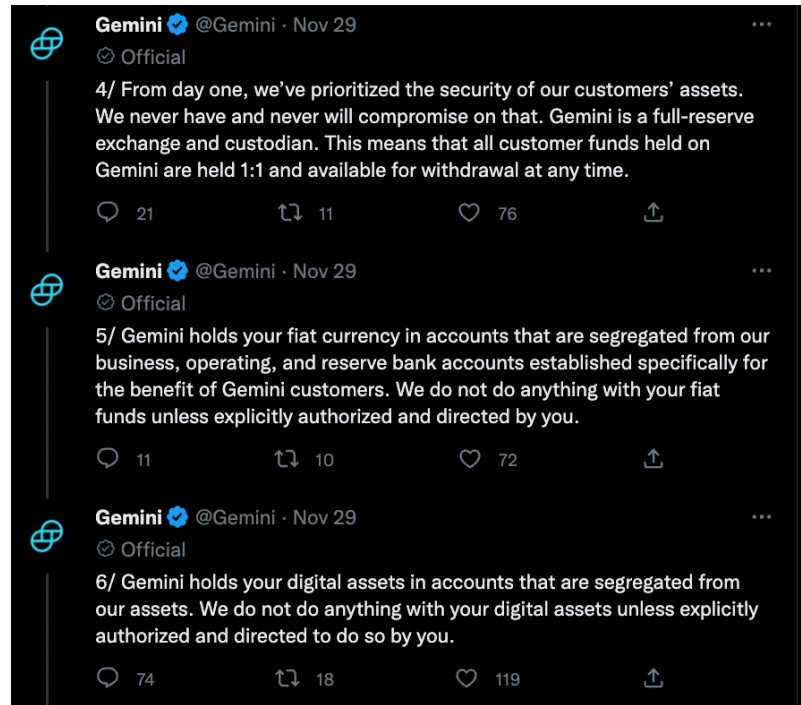 Gemini @Gemini · Nov 29
Official
4/ From day one, we’ve prioritized the security of our customers’ assets.
We never have and never will compromise on that. Gemini is a full-reserve
exchange and custodian. This means that all customer funds held on
Gemini are held 1:1 and available for withdrawal at any time.
21 11 76
Gemini @Gemini · Nov 29
Official
5/ Gemini holds your fiat currency in accounts that are segregated from our
business, operating, and reserve bank accounts established specifically for
the benefit of Gemini customers. We do not do anything with your fiat
funds unless explicitly authorized and directed by you.
11 10 72
Gemini @Gemini · Nov 29
Official
6/ Gemini holds your digital assets in accounts that are segregated from
our assets. We do not do anything with your digital assets unless explicitly
authorized and directed to do so by you.
74 18 119